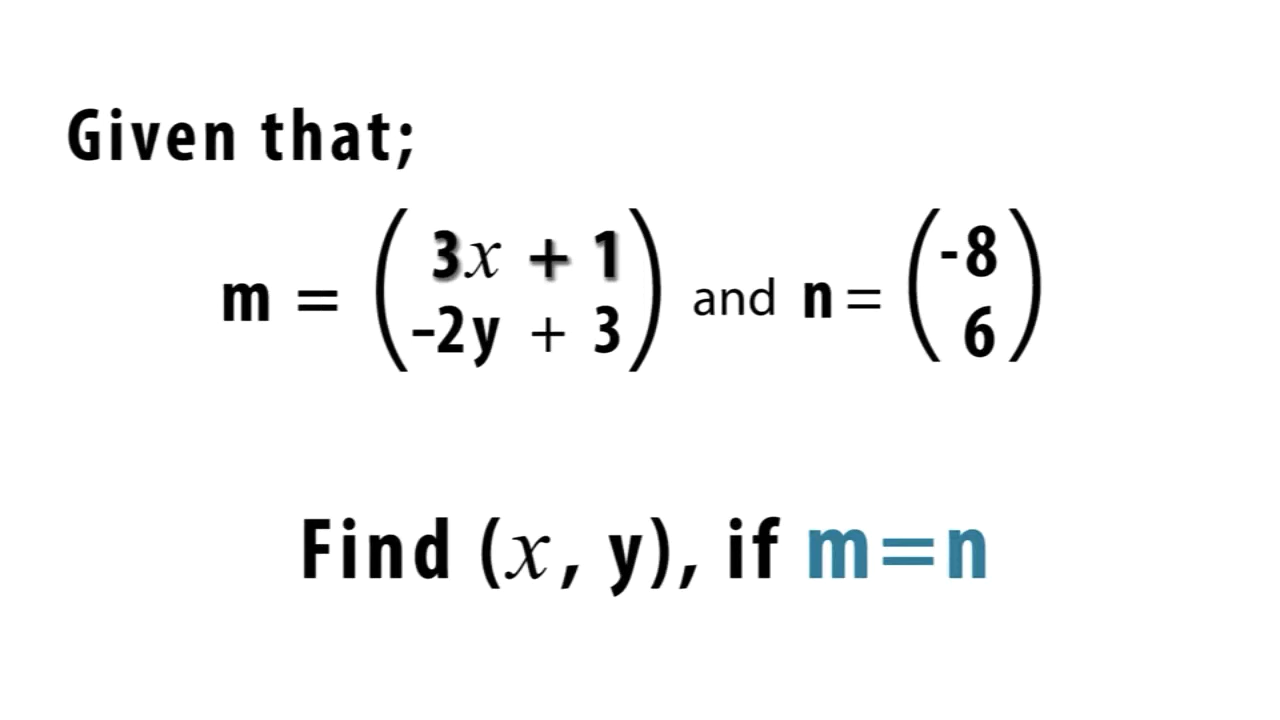 Given that;
m = (3x + 1
-2y + 3) and n = (-8
6)
Find (x, y), if m=n